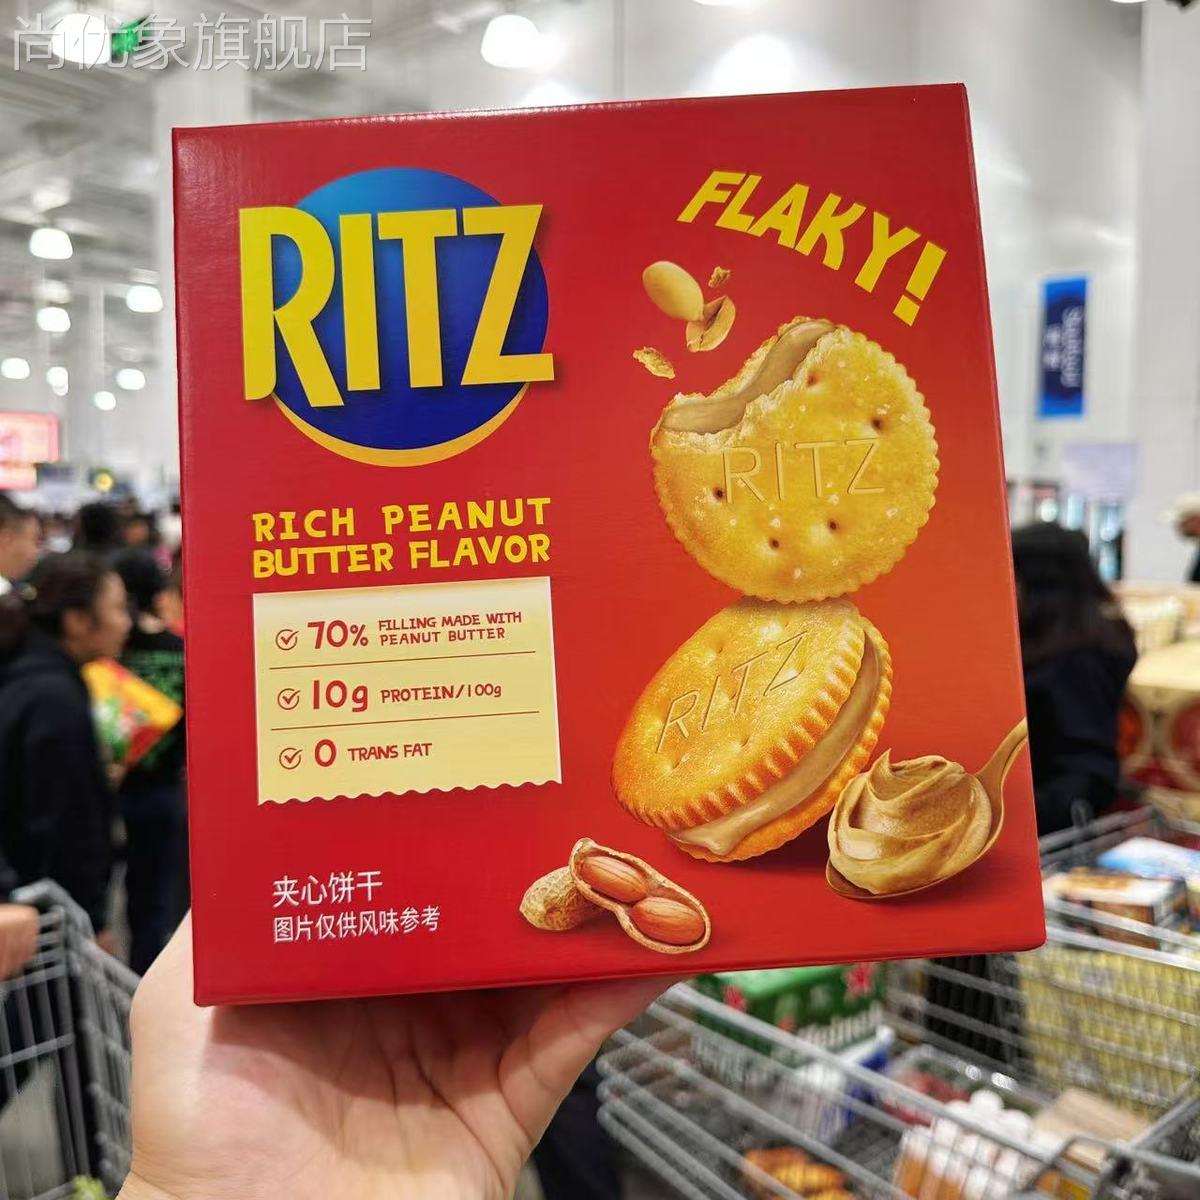 尚优象旗舰店
RITZ
FLAKY!
RITZ
RICH PEANUT
BUTTER FLAVOR
70% FILLING MADE WITH
PEANUT BUTTER
10g PROTEIN/100g
0 TRANS FAT
RITZ
夹心饼干
图片仅供风味参考